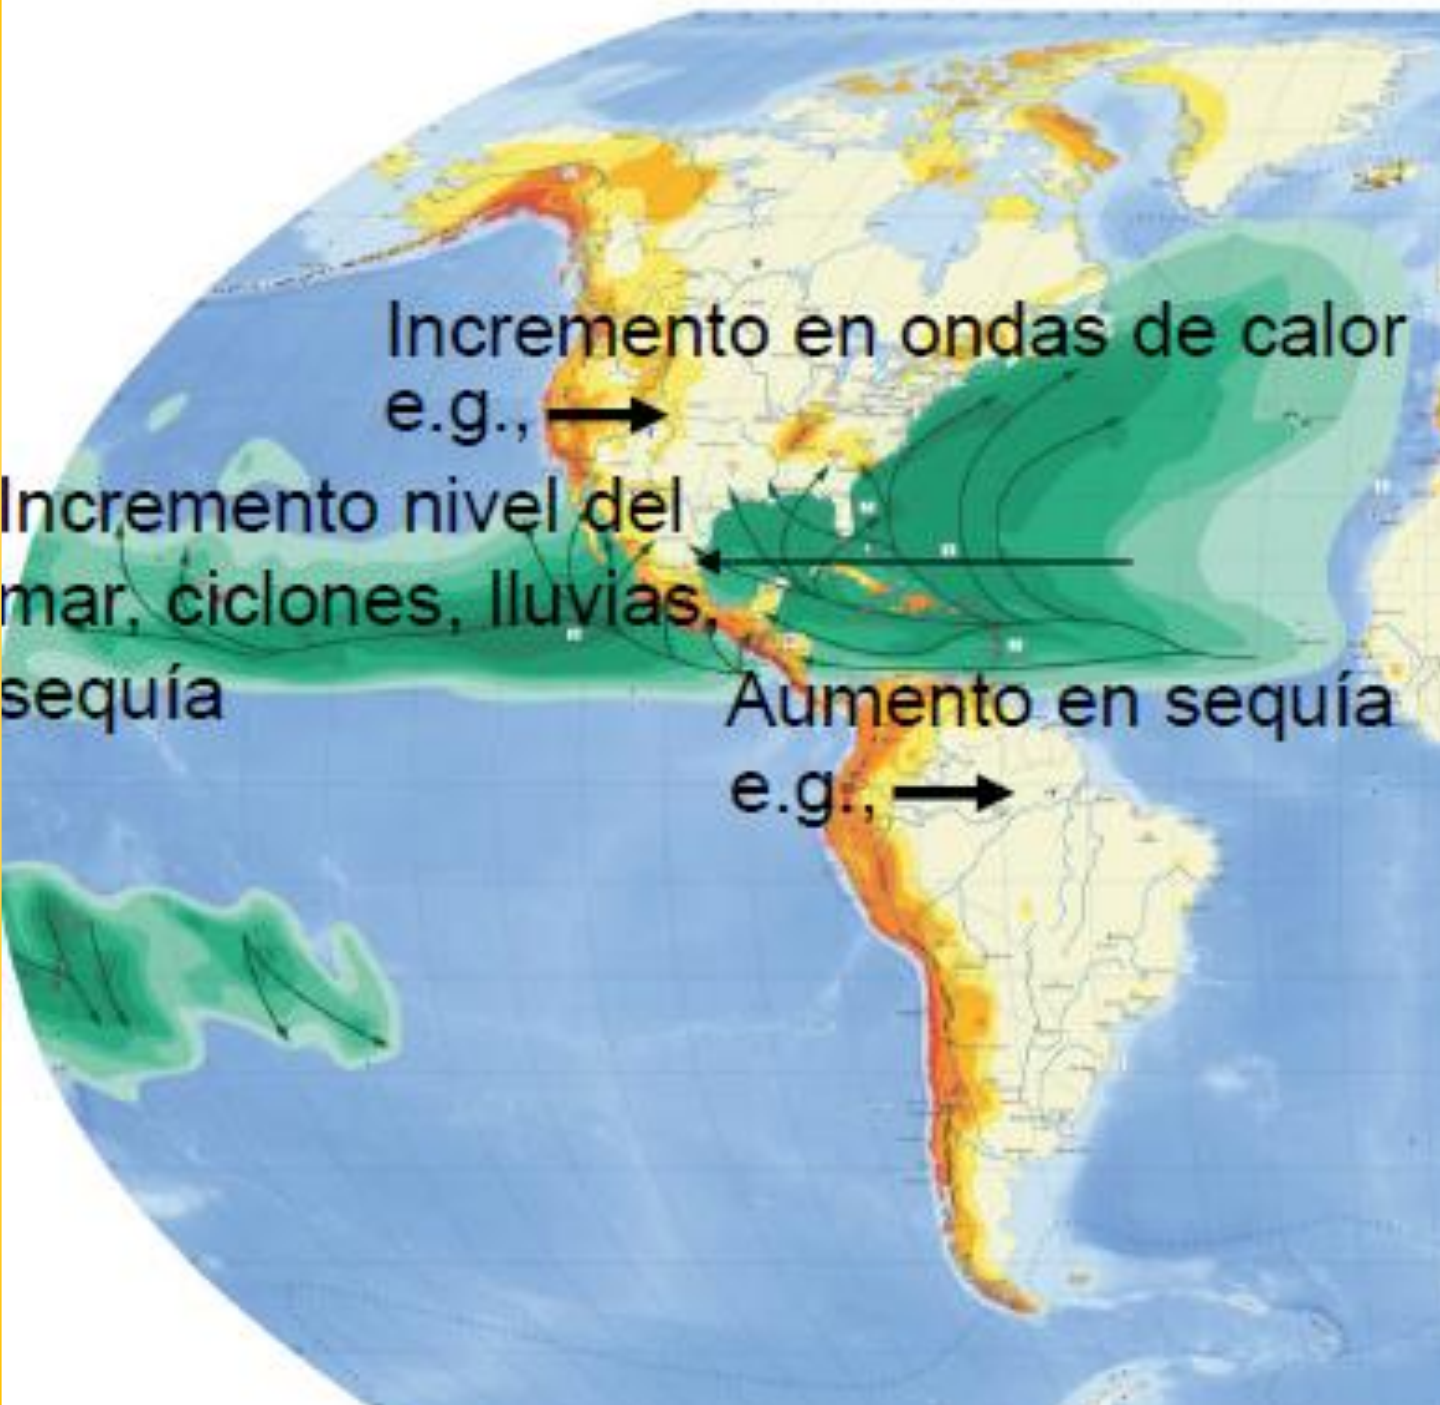 Incremento en ondas de calor
e.g.,
Incremento nivel del
mar, ciclones, lluvias,
sequía
Aumento en sequía
e.g.,